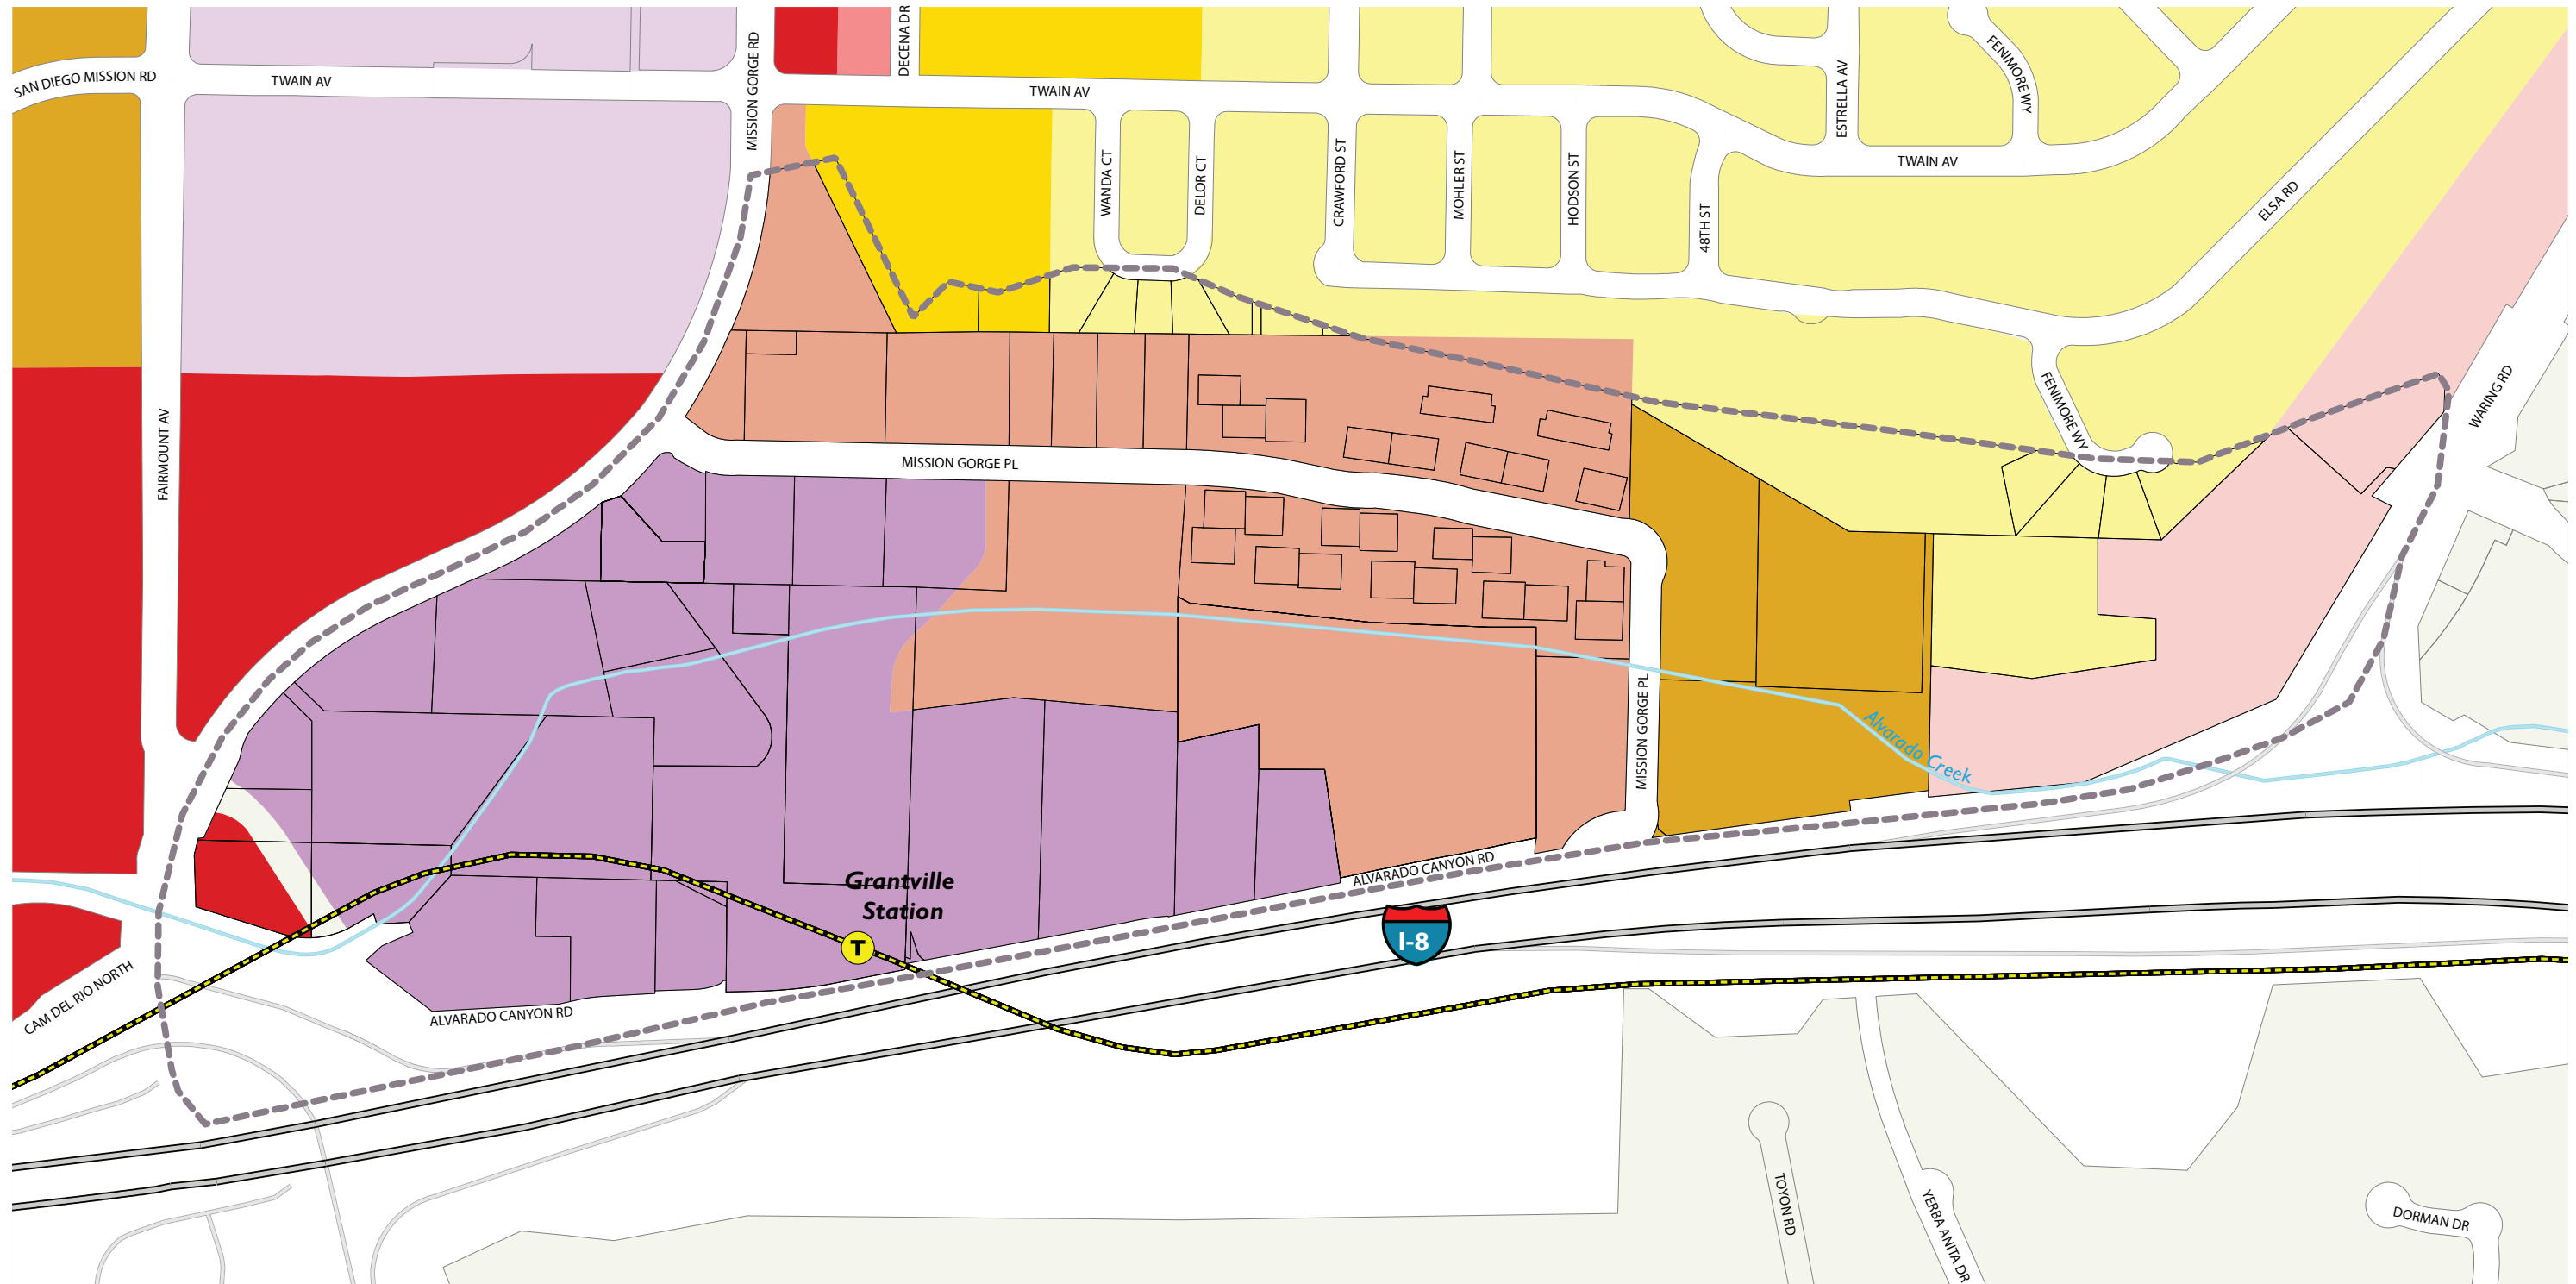 DECENA DR
MISSION GORGE RD
SAN DIEGO MISSION RD
TWAIN AV
TWAIN AV
ESTRELLA AV
FENIMORE WY
TWAIN AV
WANDA CT
DELOR CT
CRAWFORD ST
MOHLER ST
HODSON ST
48TH ST
ELSA RD
FAIRMOUNT AV
MISSION GORGE PL
FENIMORE WY
WARING RD
MISSION GORGE PL
Alvarado Creek
Grantville
Station
T
ALVARADO CANYON RD
I-8
CAM DEL RIO NORTH
ALVARADO CANYON RD
TOYON RD
YERBA ANITA DR
DORMAN DR